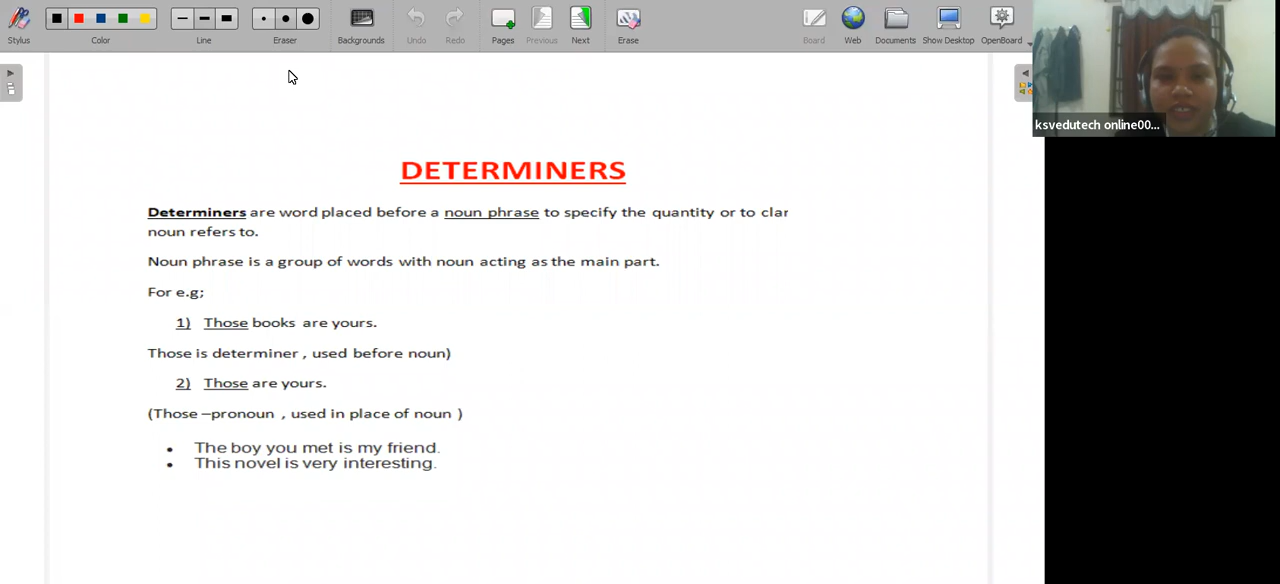 Stylus
Color
Line
Eraser
Backgrounds
Undo
Redo
Pages
Previous
Next
Erase
Board
Web
Documents
Show Desktop
OpenBoard
ksvedutech online00...
DETERMINERS
Determiners are word placed before a noun phrase to specify the quantity or to clar
noun refers to.
Noun phrase is a group of words with noun acting as the main part.
For e.g;
1) Those books are yours.
Those is determiner , used before noun)
2) Those are yours.
(Those –pronoun , used in place of noun )
• The boy you met is my friend.
• This novel is very interesting.